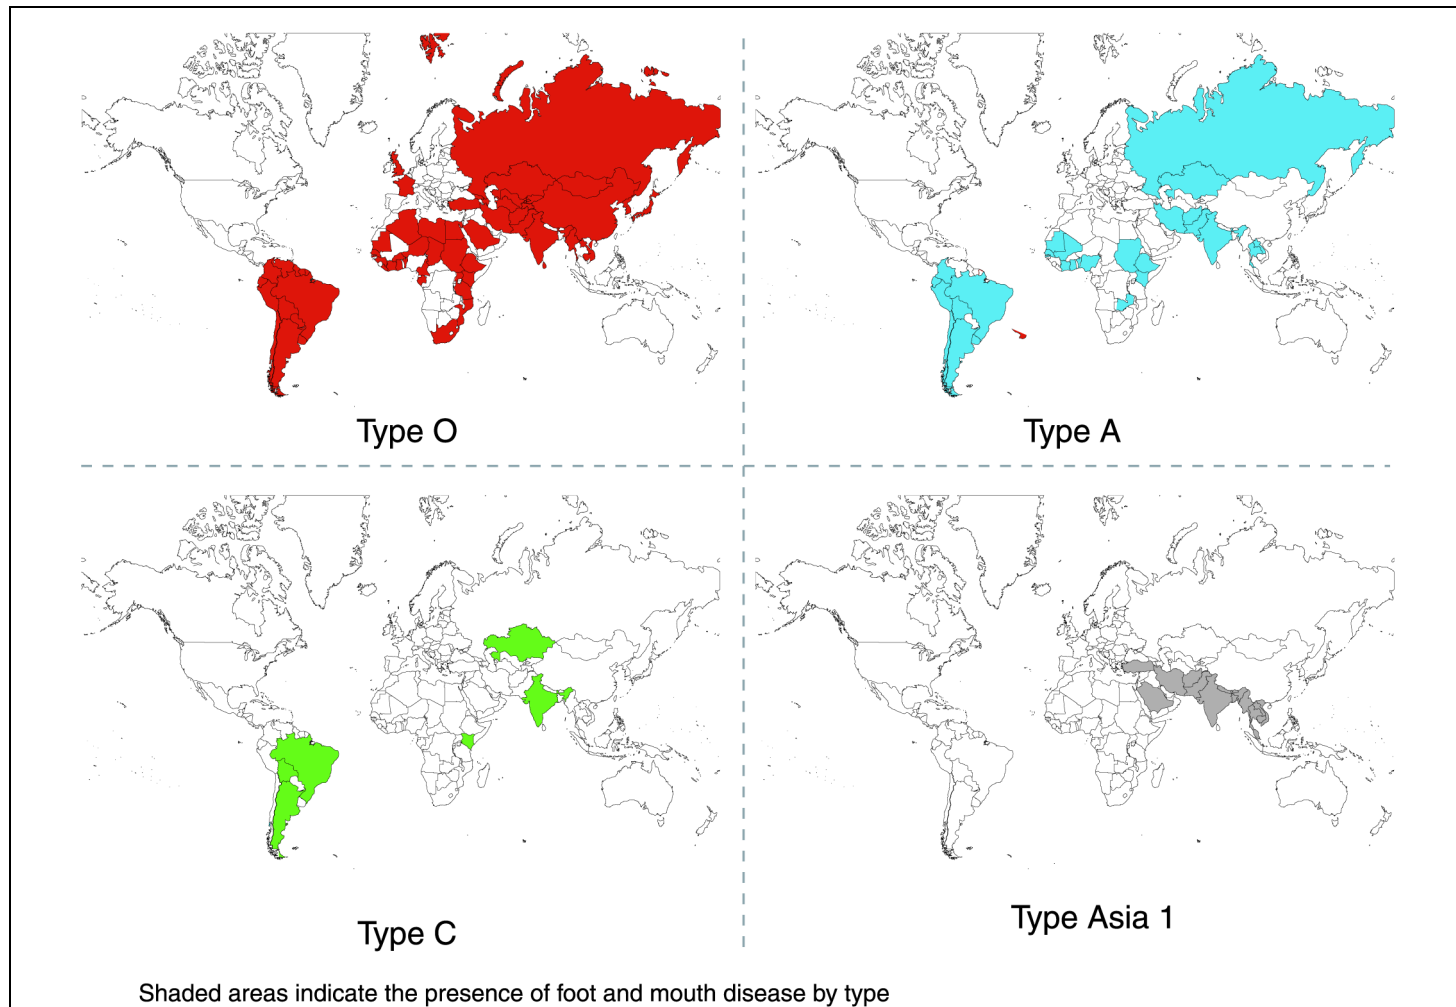 Type O
Type A
Type C
Type Asia 1
Shaded areas indicate the presence of foot and mouth disease by type